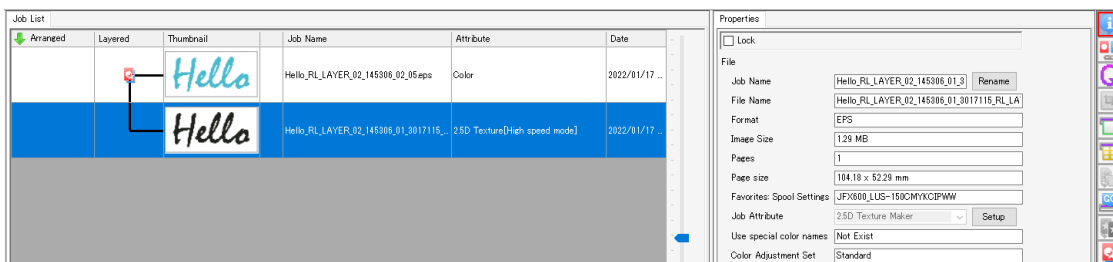 Job List
Arranged Layered Thumbnail Job Name Attribute Date
Hello
Hello_RL_LAYER_02_145306_02_05.eps Color 2022/01/17 ..
Hello
Hello_RL_LAYER_02_145306_01_3017115_... 2.5D Texture[High speed mode] 2022/01/17 ..
Properties
Lock
File
Job Name Hello_RL_LAYER_02_145306_01_3 Rename
File Name Hello_RL_LAYER_02_145306_01_3017115_RL_LA
Format EPS
Image Size 1.29 MB
Pages 1
Page size 104.18 x 52.29 mm
Favorites: Spool Settings JFX600_LUS-150CMYKCIPWW
Job Attribute 2.5D Texture Maker Setup
Use special color names Not Exist
Color Adjustment Set Standard